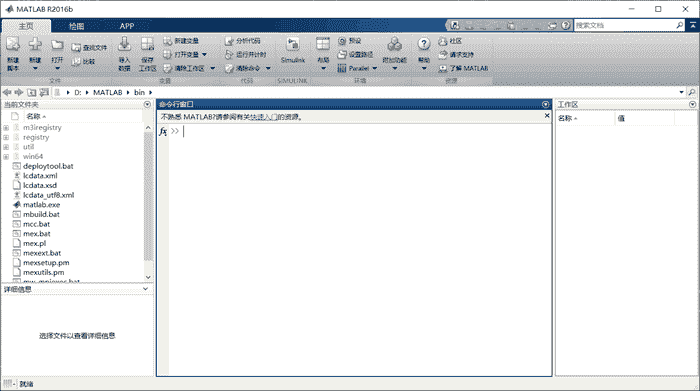 MATLAB R2016b
主页 绘图 APP
搜索文档
新建脚本 新建 打开 查找文件 比较
导入数据 保存工作区 新建变量 打开变量 清除工作区
分析代码 运行并计时 清除命令
Simulink
布局 预设 设置路径 Parallel 附加功能
帮助 社区 请求支持 了解 MATLAB
文件 变量 代码 SIMULINK 环境 资源
D: MATLAB bin
当前文件夹
名称
m3iregistry
registry
util
win64
deploytool.bat
lcdata.xml
lcdata.xsd
lcdata_utf8.xml
matlab.exe
mbuild.bat
mcc.bat
mex.bat
mex.pl
mexext.bat
mexsetup.pm
mexutils.pm
mw_mpiexec.bat
详细信息
选择文件以查看详细信息
命令行窗口
不熟悉 MATLAB?请参阅有关快速入门的资源。
fx >>
工作区
名称 值
就绪